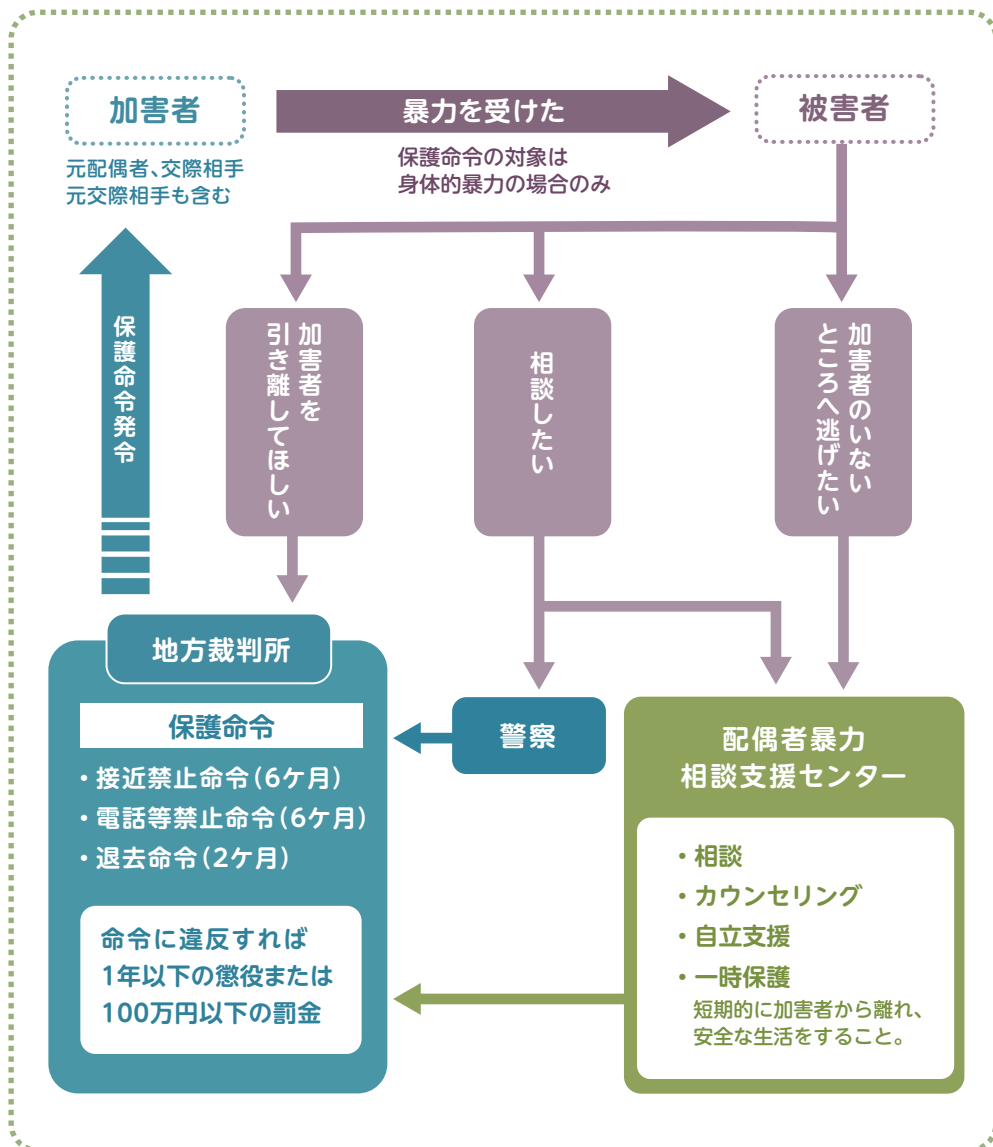 加害者
暴力を受けた
被害者
元配偶者、交際相手
元交際相手も含む
保護命令の対象は
身体的暴力の場合のみ
保護命令発令
加害者を
引き離してほしい
相談したい
加害者のいない
ところへ逃げたい
地方裁判所
保護命令
・接近禁止命令（6ケ月）
・電話等禁止命令（6ケ月）
・退去命令（2ケ月）
命令に違反すれば
1年以下の懲役または
100万円以下の罰金
警察
配偶者暴力
相談支援センター
・相談
・カウンセリング
・自立支援
・一時保護
短期的に加害者から離れ、
安全な生活をすること。